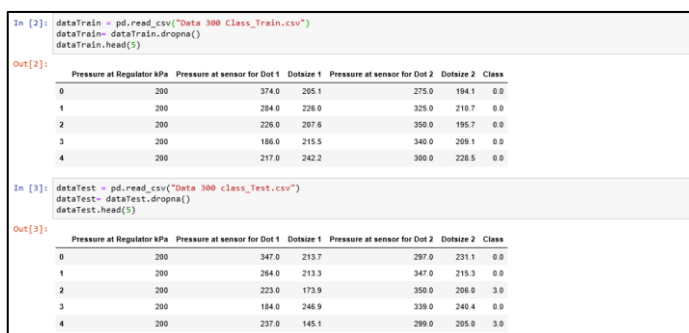 In [2]: dataTrain = pd.read_csv("Data 300 Class_Train.csv")
dataTrain= dataTrain.dropna()
dataTrain.head(5)
Out[2]:
Pressure at Regulator kPa Pressure at sensor for Dot 1 Dotsize 1 Pressure at sensor for Dot 2 Dotsize 2 Class
0 200 374.0 205.1 275.0 194.1 0.0
1 200 284.0 226.0 325.0 210.7 0.0
2 200 226.0 207.6 350.0 195.7 0.0
3 200 186.0 215.5 340.0 209.1 0.0
4 200 217.0 242.2 300.0 228.5 0.0
In [3]: dataTest = pd.read_csv("Data 300 class_Test.csv")
dataTest= dataTest.dropna()
dataTest.head(5)
Out[3]:
Pressure at Regulator kPa Pressure at sensor for Dot 1 Dotsize 1 Pressure at sensor for Dot 2 Dotsize 2 Class
0 200 347.0 213.7 297.0 231.1 0.0
1 200 264.0 213.3 347.0 215.3 0.0
2 200 223.0 173.9 350.0 206.0 3.0
3 200 184.0 246.9 339.0 240.4 0.0
4 200 237.0 145.1 299.0 205.0 3.0